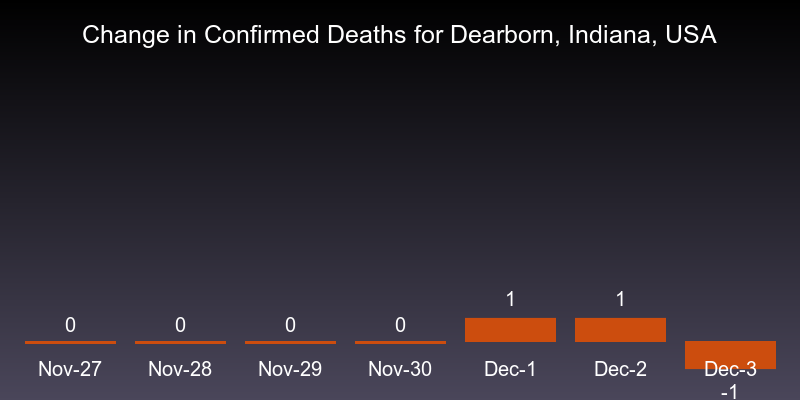 Change in Confirmed Deaths for Dearborn, Indiana, USA
1 1
0 0 0 0
Nov-27 Nov-28 Nov-29 Nov-30 Dec-1 Dec-2 Dec-3
-1